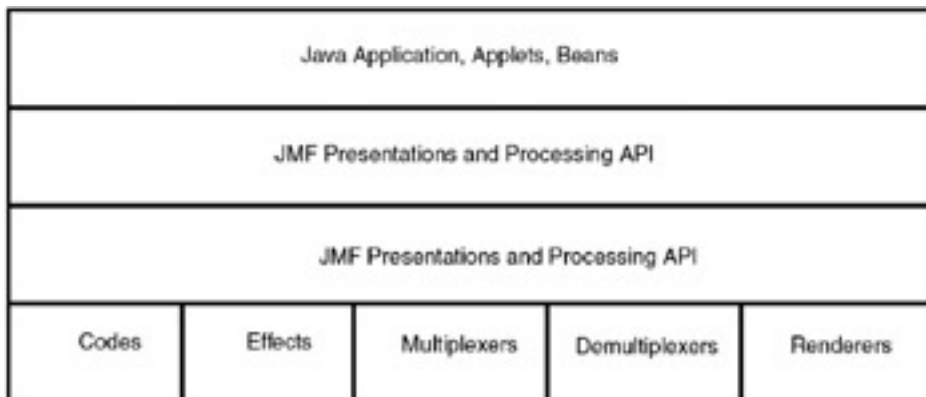 Java Application, Applets, Beans
JMF Presentations and Processing API
JMF Presentations and Processing API
Codes
Effects
Multiplexers
Demultiplexers
Renderers